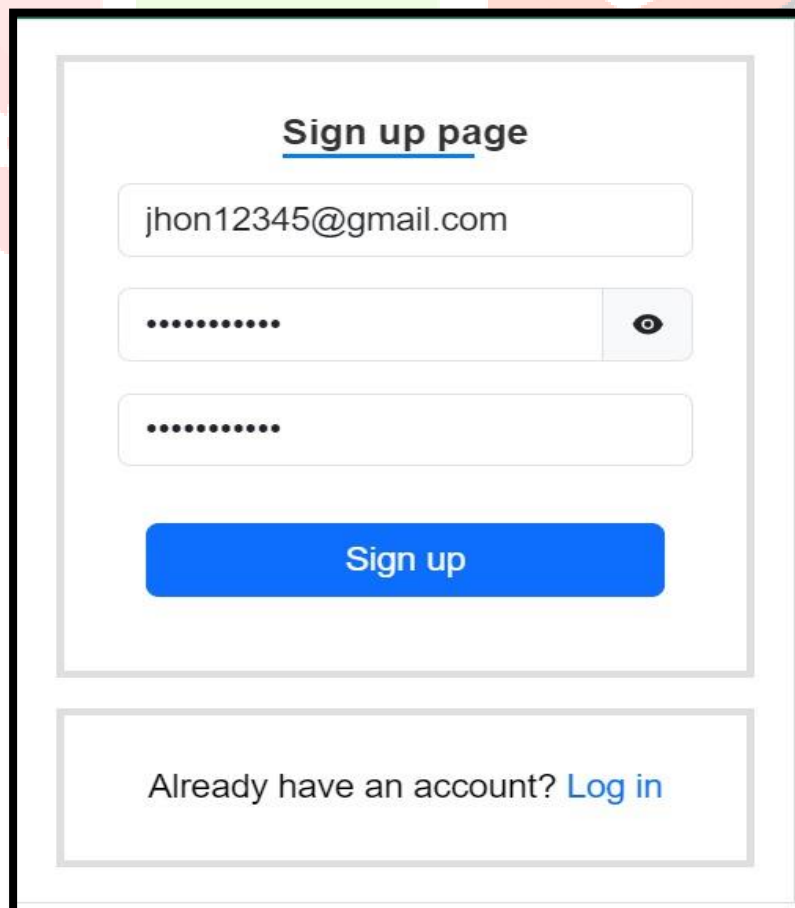 Sign up page
jhon12345@gmail.com
•••••••••••
•••••••••••
Sign up
Already have an account? Log in